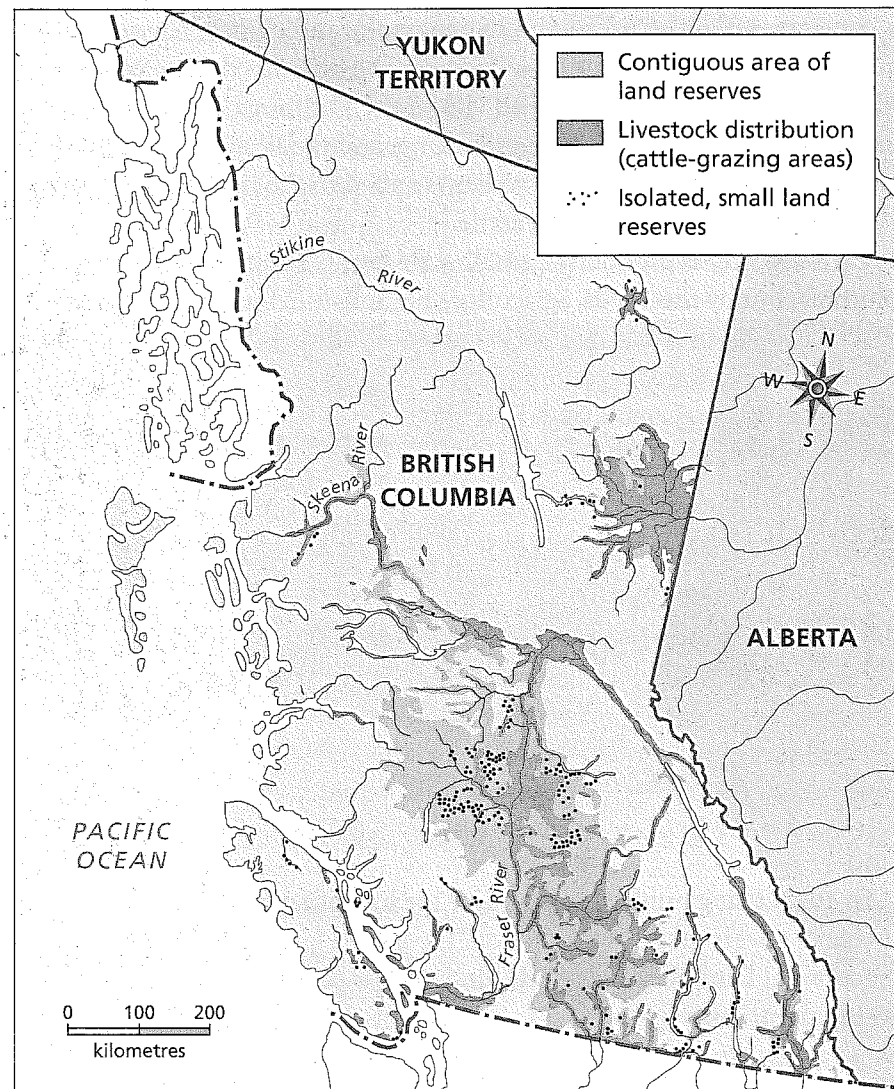 YUKON
TERRITORY
Contiguous area of
land reserves
Livestock distribution
(cattle-grazing areas)
Isolated, small land
reserves
Stikine
River
N
W
E
S
Skeena River
BRITISH
COLUMBIA
ALBERTA
PACIFIC
OCEAN
Fraser River
0 100 200
kilometres